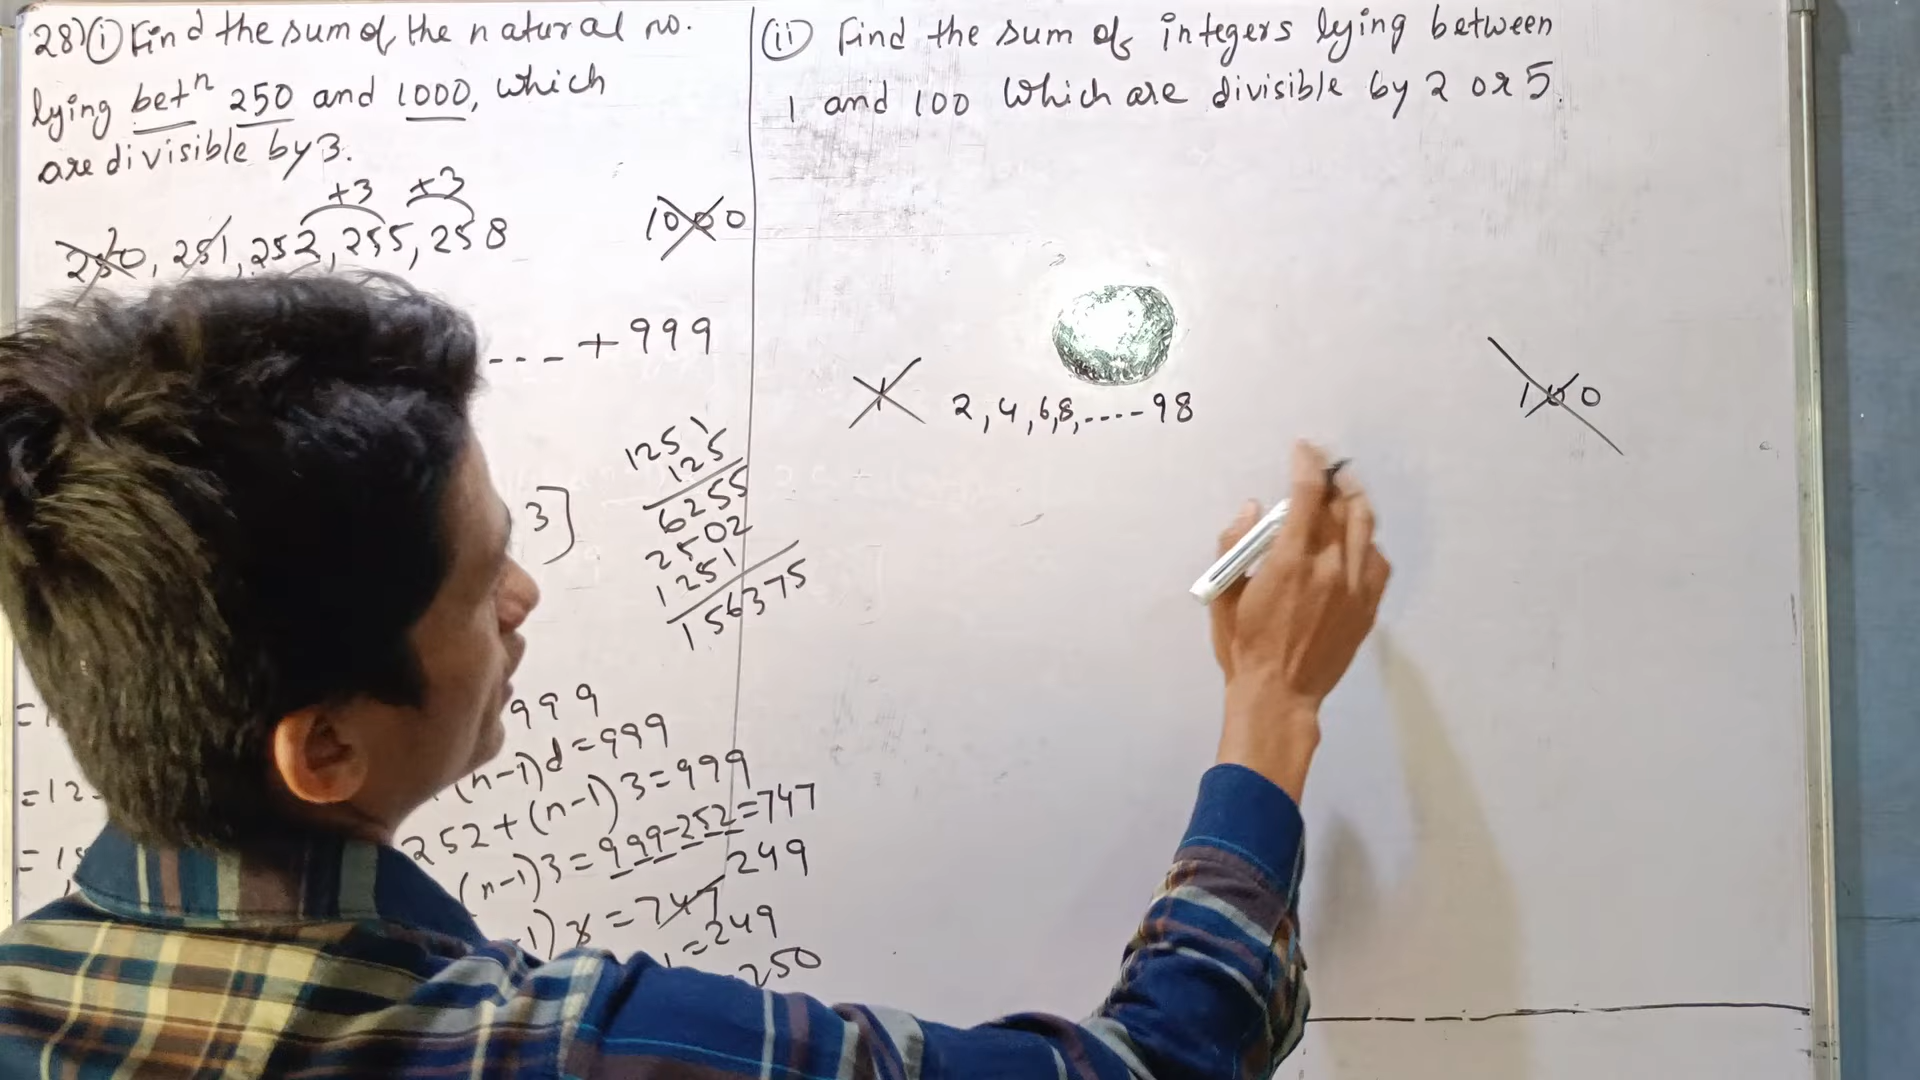 28) (i) Find the sum of the natural no.
lying betⁿ 250 and 1000, which
are divisible by 3.
+3 +3
250, 251, 252, 255, 258 1000
---- + 999
3]
1251
125
6255
2502
1251
156375
999
(n-1)d=999
252+(n-1)3=999
(n-1)3=999-252=747
249
=747
=249
250
(ii) Find the sum of integers lying between
1 and 100 which are divisible by 2 or 5.
1 2, 4, 6, 8, ....- 98 100